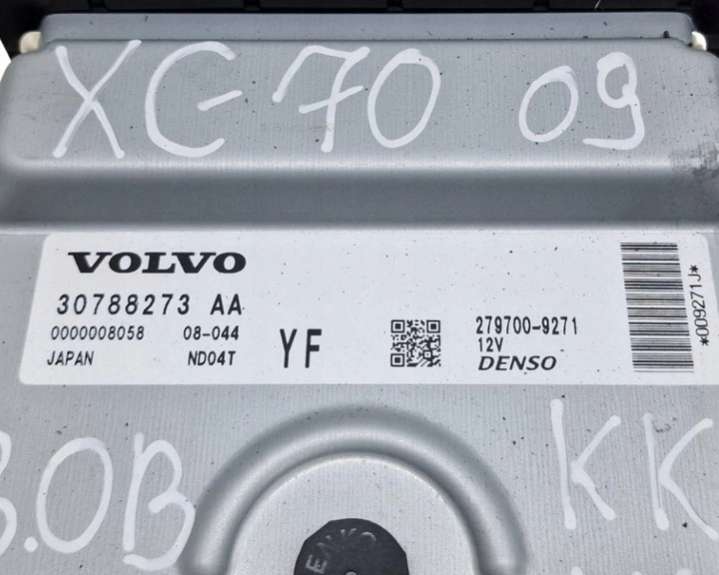 XC-70 09
VOLVO
30788273 AA
0000008058 08-044
JAPAN ND04T
YF
279700-9271
12V
DENSO
*009271J*
3.0B
KK